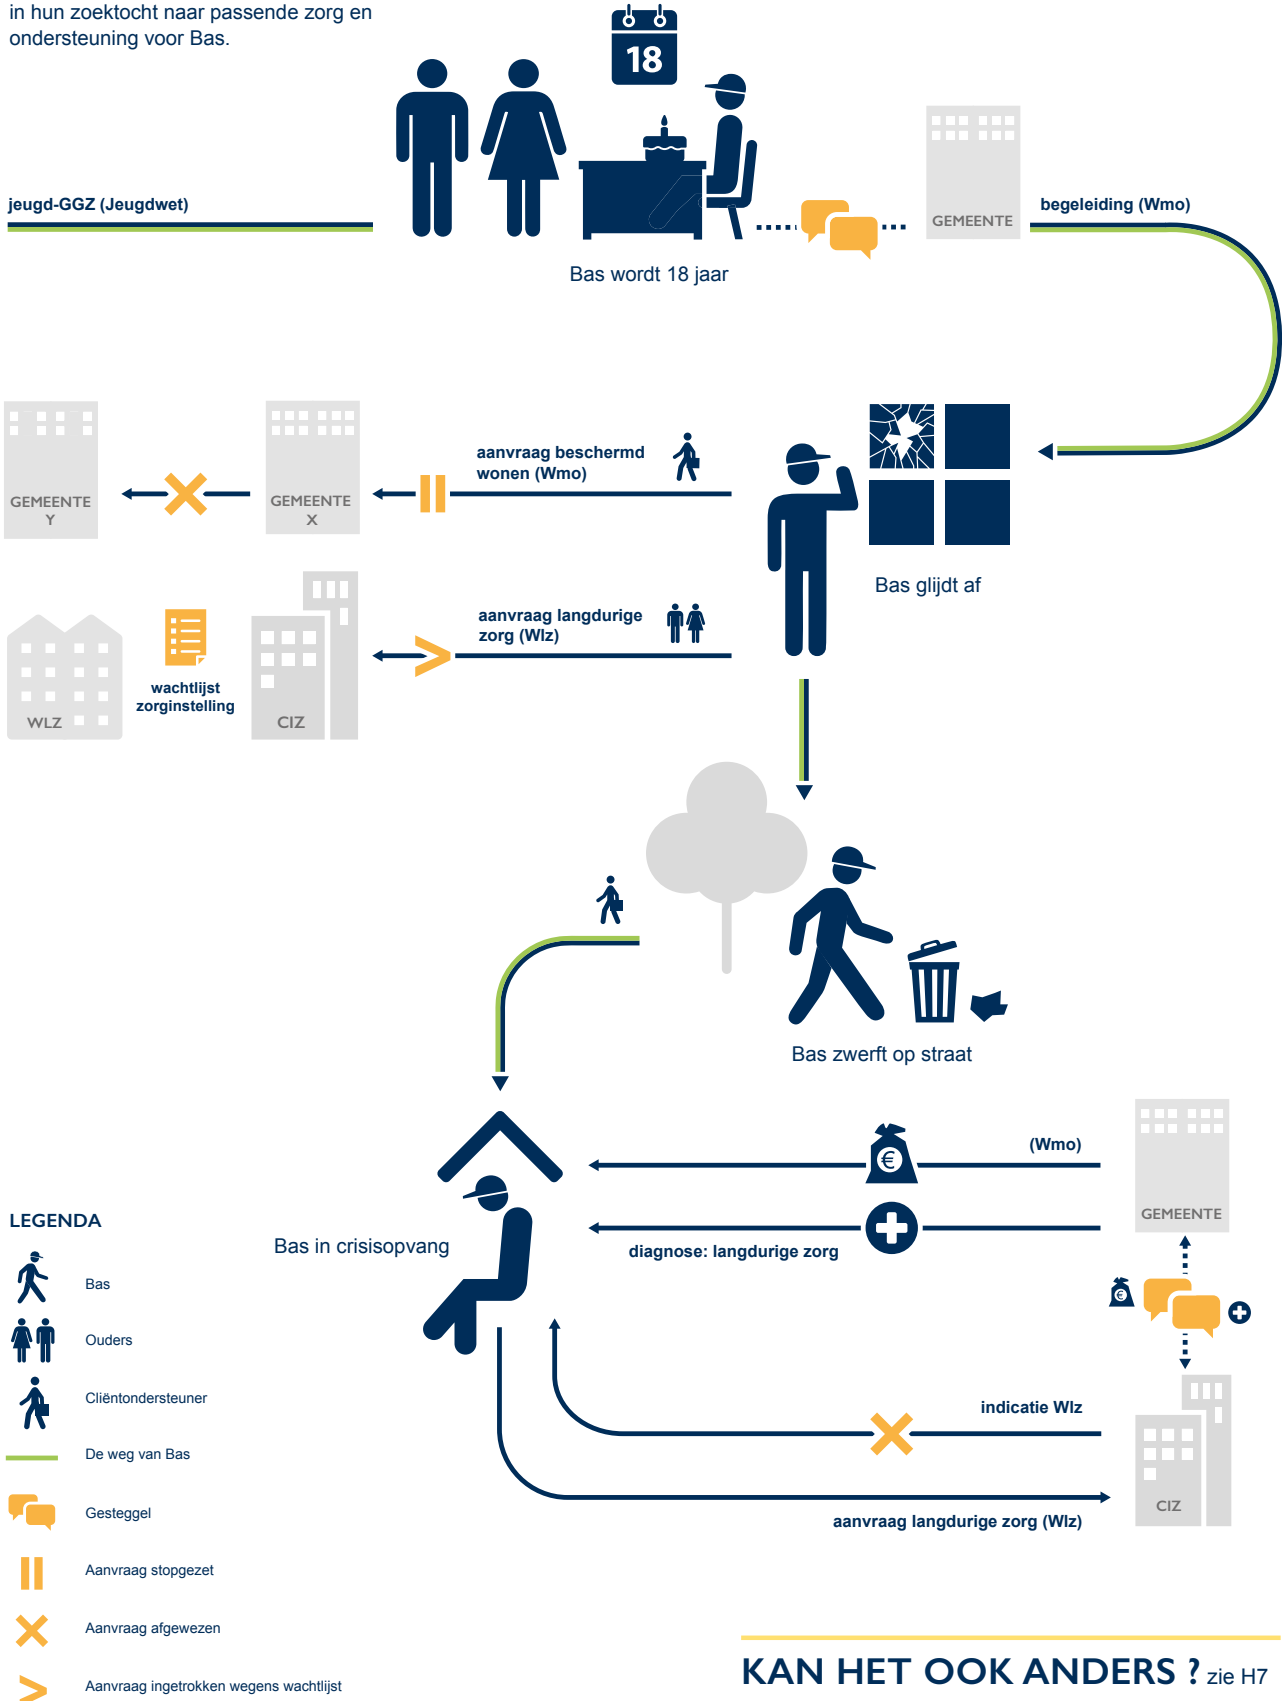 in hun zoektocht naar passende zorg en
ondersteuning voor Bas.
18
jeugd-GGZ (Jeugdwet)
GEMEENTE
begeleiding (Wmo)
Bas wordt 18 jaar
GEMEENTE
Y
GEMEENTE
X
aanvraag beschermd
wonen (Wmo)
Bas glijdt af
aanvraag langdurige
zorg (Wlz)
wachtlijst
zorginstelling
WLZ
CIZ
Bas zwerft op straat
(Wmo)
€
GEMEENTE
Bas in crisisopvang
diagnose: langdurige zorg
€
indicatie Wlz
CIZ
aanvraag langdurige zorg (Wlz)
LEGENDA
Bas
Ouders
Cliëntondersteuner
De weg van Bas
Gesteggel
Aanvraag stopgezet
Aanvraag afgewezen
Aanvraag ingetrokken wegens wachtlijst
KAN HET OOK ANDERS ? zie H7